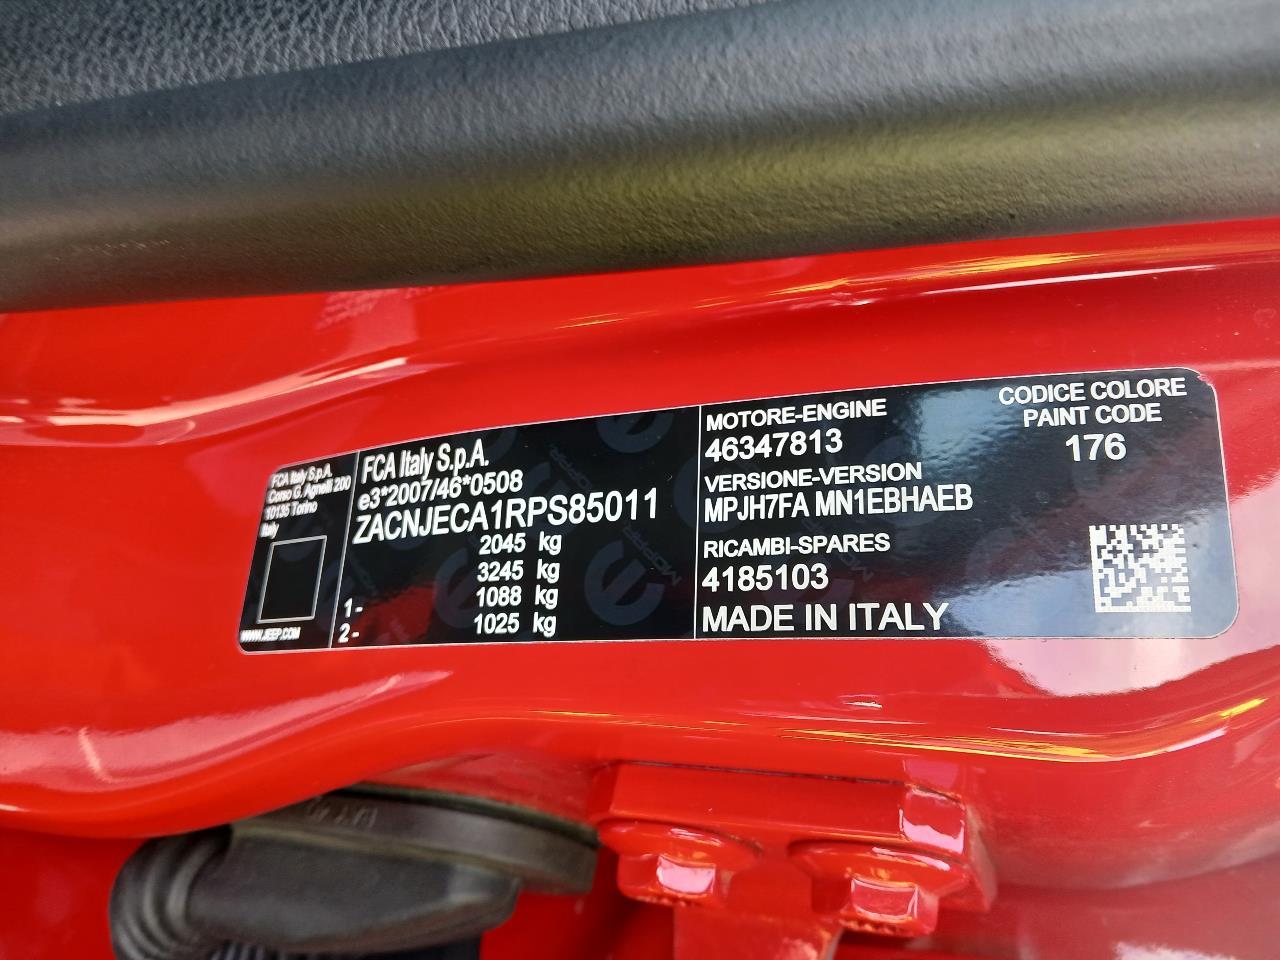 FCA Italy S.p.A.
Corso G. Agnelli 200
10135 Torino
Italy
WWW.JEEP.COM
FCA Italy S.p.A.
e3*2007/46*0508
ZACNJECA1RPS85011
2045 kg
3245 kg
1- 1088 kg
2- 1025 kg
MOTORE-ENGINE
46347813
VERSIONE-VERSION
MPJH7FA MN1EBHAEB
RICAMBI-SPARES
4185103
MADE IN ITALY
CODICE COLORE
PAINT CODE
176